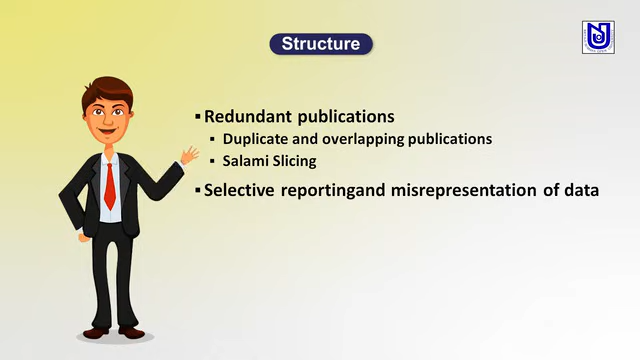 Structure
▪Redundant publications
▪ Duplicate and overlapping publications
▪ Salami Slicing
▪Selective reportingand misrepresentation of data